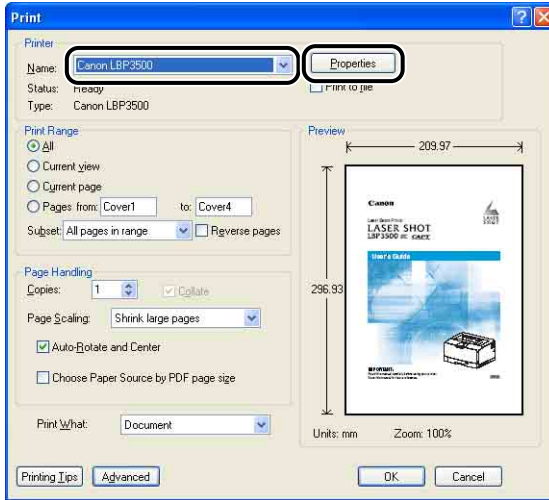 Print
Printer
Name: Canon LBP3500 Properties
Status: Ready Print to file
Type: Canon LBP3500
Print Range
All
Current view
Current page
Pages from: Cover1 to: Cover4
Subset: All pages in range Reverse pages
Page Handling
Copies: 1 Collate
Page Scaling: Shrink large pages
Auto-Rotate and Center
Choose Paper Source by PDF page size
Print What: Document
Preview
209.97
296.93
Canon
Laser Beam Printer
LASER SHOT
LBP3500
User's Guide
IMPORTANT:
Units: mm Zoom: 100%
Printing Tips Advanced OK Cancel